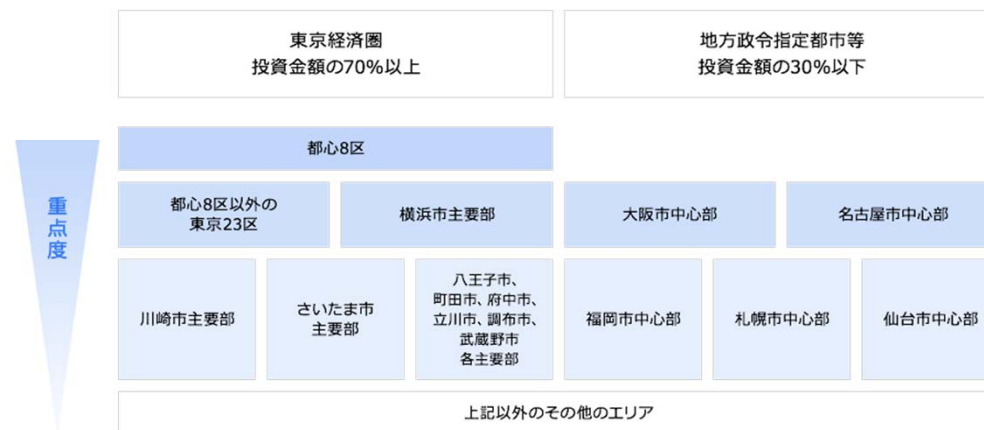 東京経済圏
投資金額の70%以上
地方政令指定都市等
投資金額の30%以下
重点度
都心8区
都心8区以外の
東京23区
横浜市主要部
大阪市中心部
名古屋市中心部
川崎市主要部
さいたま市
主要部
八王子市、
町田市、府中市、
立川市、調布市、
武蔵野市
各主要部
福岡市中心部
札幌市中心部
仙台市中心部
上記以外のその他のエリア